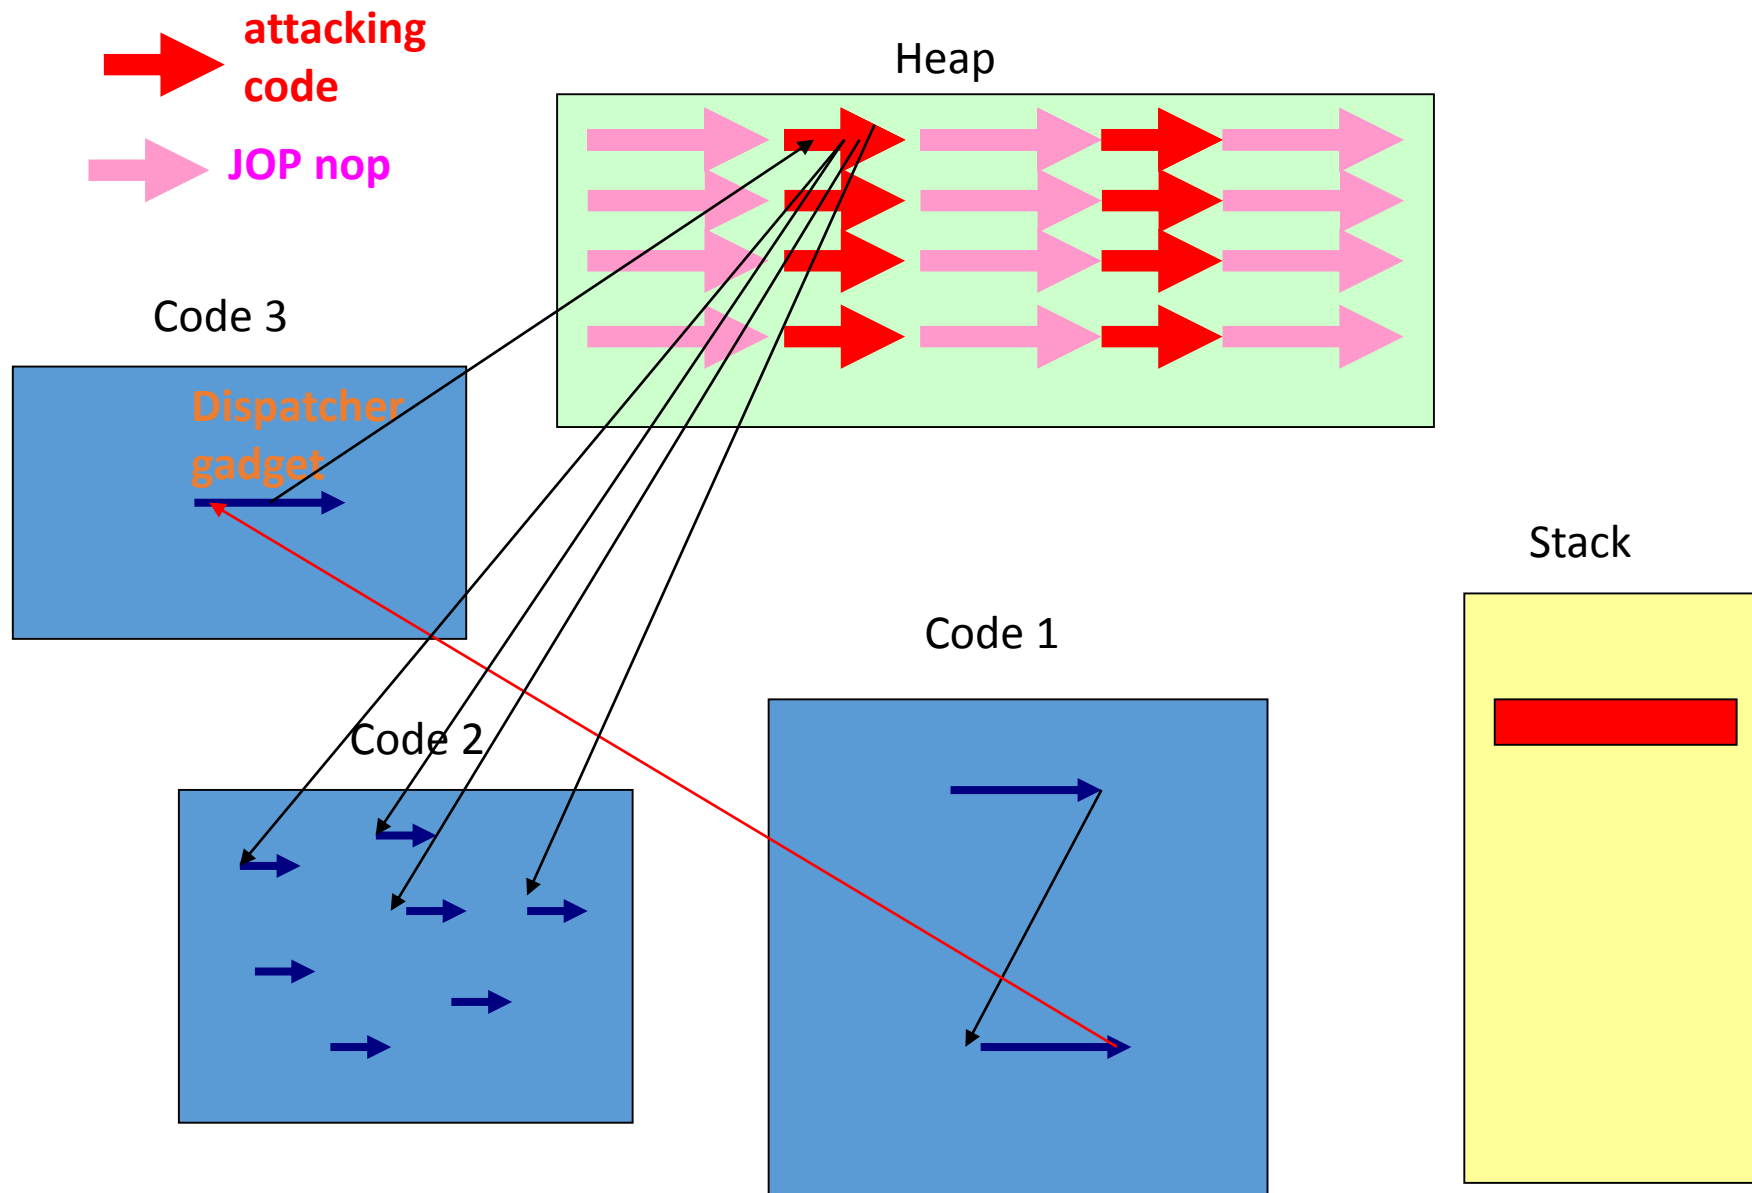 attacking
code
JOP nop
Heap
Code 3
Dispatcher
gadget
Stack
Code 1
Code 2